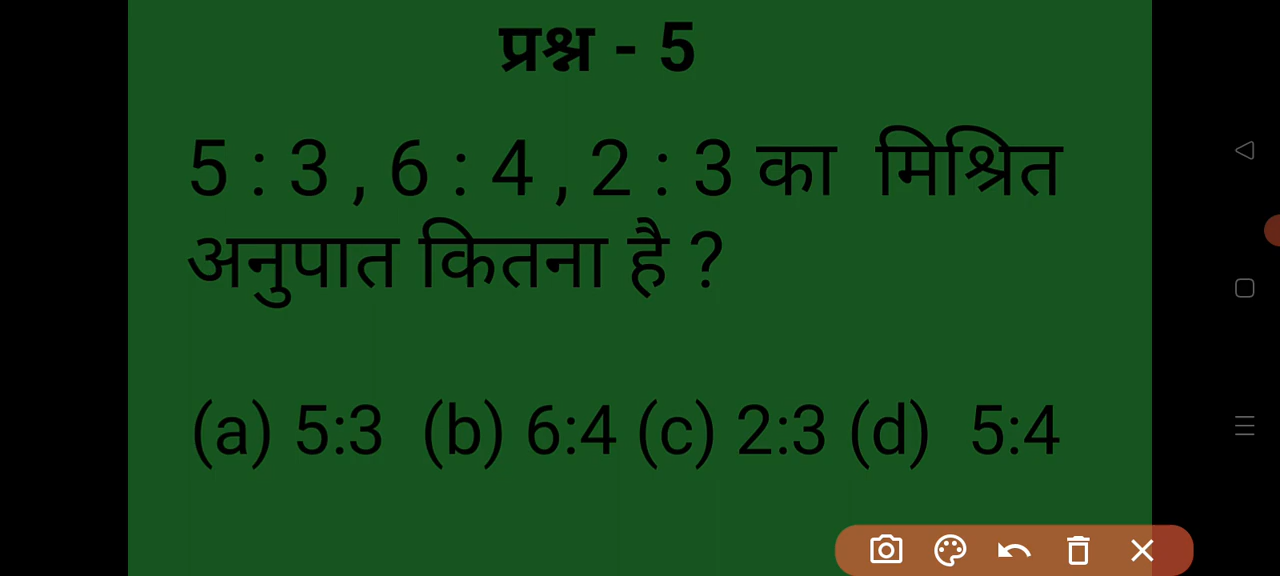 प्रश्न - 5
5 : 3 , 6 : 4 , 2 : 3 का मिश्रित
अनुपात कितना है ?
(a) 5:3 (b) 6:4 (c) 2:3 (d) 5:4